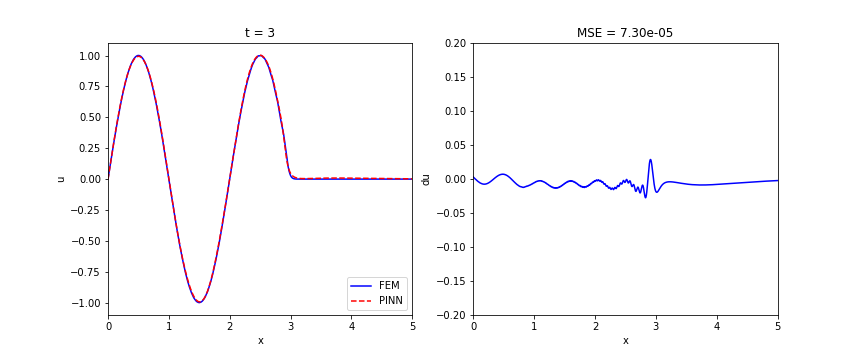 t = 3
1.00
0.75
0.50
0.25
0.00
−0.25
−0.50
−0.75
−1.00
u
0 1 2 3 4 5
x
FEM
PINN
MSE = 7.30e-05
0.20
0.15
0.10
0.05
0.00
−0.05
−0.10
−0.15
−0.20
du
0 1 2 3 4 5
x